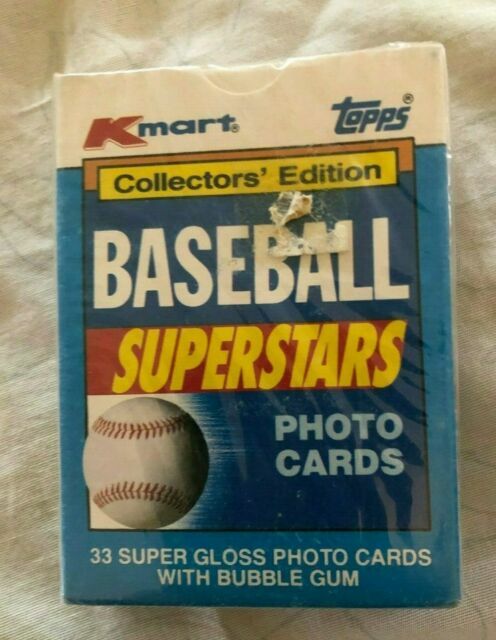 Kmart®
Topps®
Collectors' Edition
BASEBALL
SUPERSTARS
PHOTO
CARDS
33 SUPER GLOSS PHOTO CARDS
WITH BUBBLE GUM